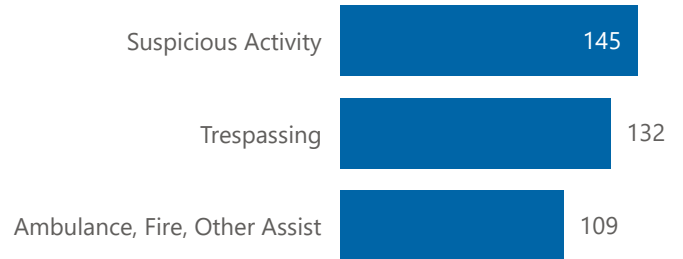 Suspicious Activity 145
Trespassing 132
Ambulance, Fire, Other Assist 109